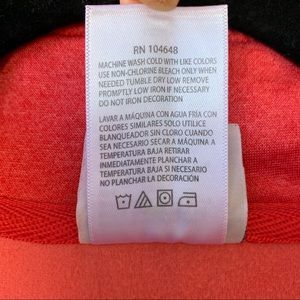 RN 104648
MACHINE WASH COLD WITH LIKE COLORS
USE NON-CHLORINE BLEACH ONLY WHEN
NEEDED TUMBLE DRY LOW REMOVE
PROMPTLY LOW IRON IF NECESSARY
DO NOT IRON DECORATION
LAVAR A MÁQUINA CON AGUA FRÍA CON
COLORES SIMILARES SOLO UTILICE
BLANQUEADOR SIN CLORO CUANDO
SEA NECESARIO SECAR A MÁQUINA A
TEMPERATURA BAJA RETIRAR
INMEDIATAMENTE PLANCHAR A
TEMPERATURA BAJA SI ES NECESARIO
NO PLANCHAR LA DECORACIÓN